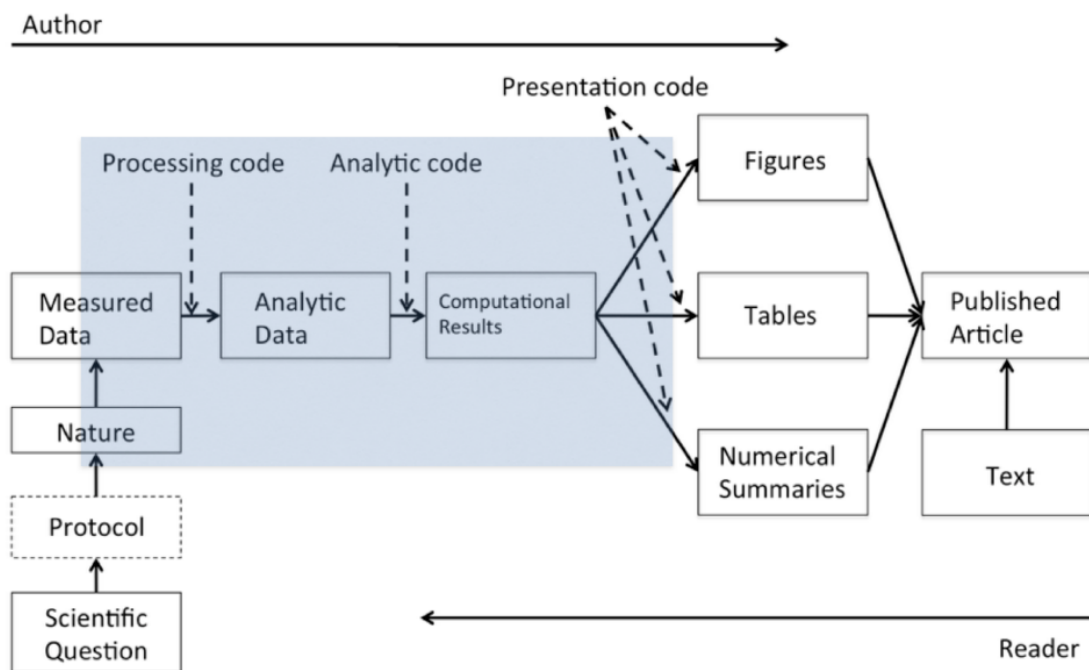 Author
Presentation code
Processing code
Analytic code
Figures
Measured
Data
Analytic
Data
Computational
Results
Tables
Published
Article
Nature
Numerical
Summaries
Text
Protocol
Scientific
Question
Reader